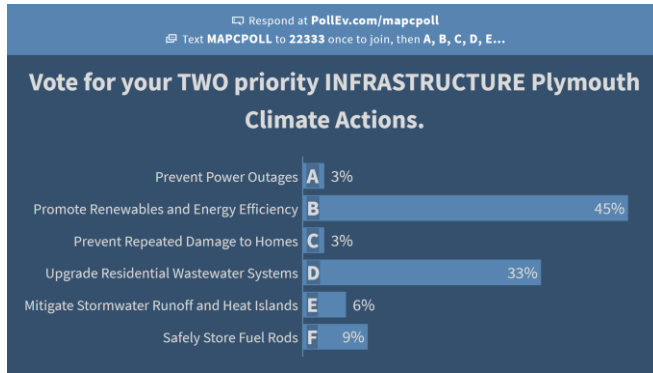 Respond at PollEv.com/mapcpoll
Text MAPCPOLL to 22333 once to join, then A, B, C, D, E...
Vote for your TWO priority INFRASTRUCTURE Plymouth
Climate Actions.
Prevent Power Outages A 3%
Promote Renewables and Energy Efficiency B 45%
Prevent Repeated Damage to Homes C 3%
Upgrade Residential Wastewater Systems D 33%
Mitigate Stormwater Runoff and Heat Islands E 6%
Safely Store Fuel Rods F 9%